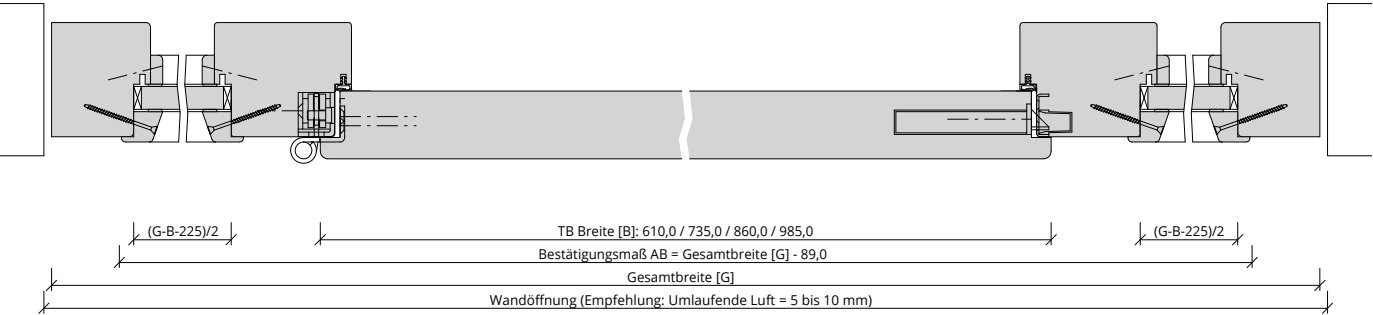 (G-B-225)/2
TB Breite [B]: 610,0 / 735,0 / 860,0 / 985,0
(G-B-225)/2
Bestätigungsmaß AB = Gesamtbreite [G] - 89,0
Gesamtbreite [G]
Wandöffnung (Empfehlung: Umlaufende Luft = 5 bis 10 mm)